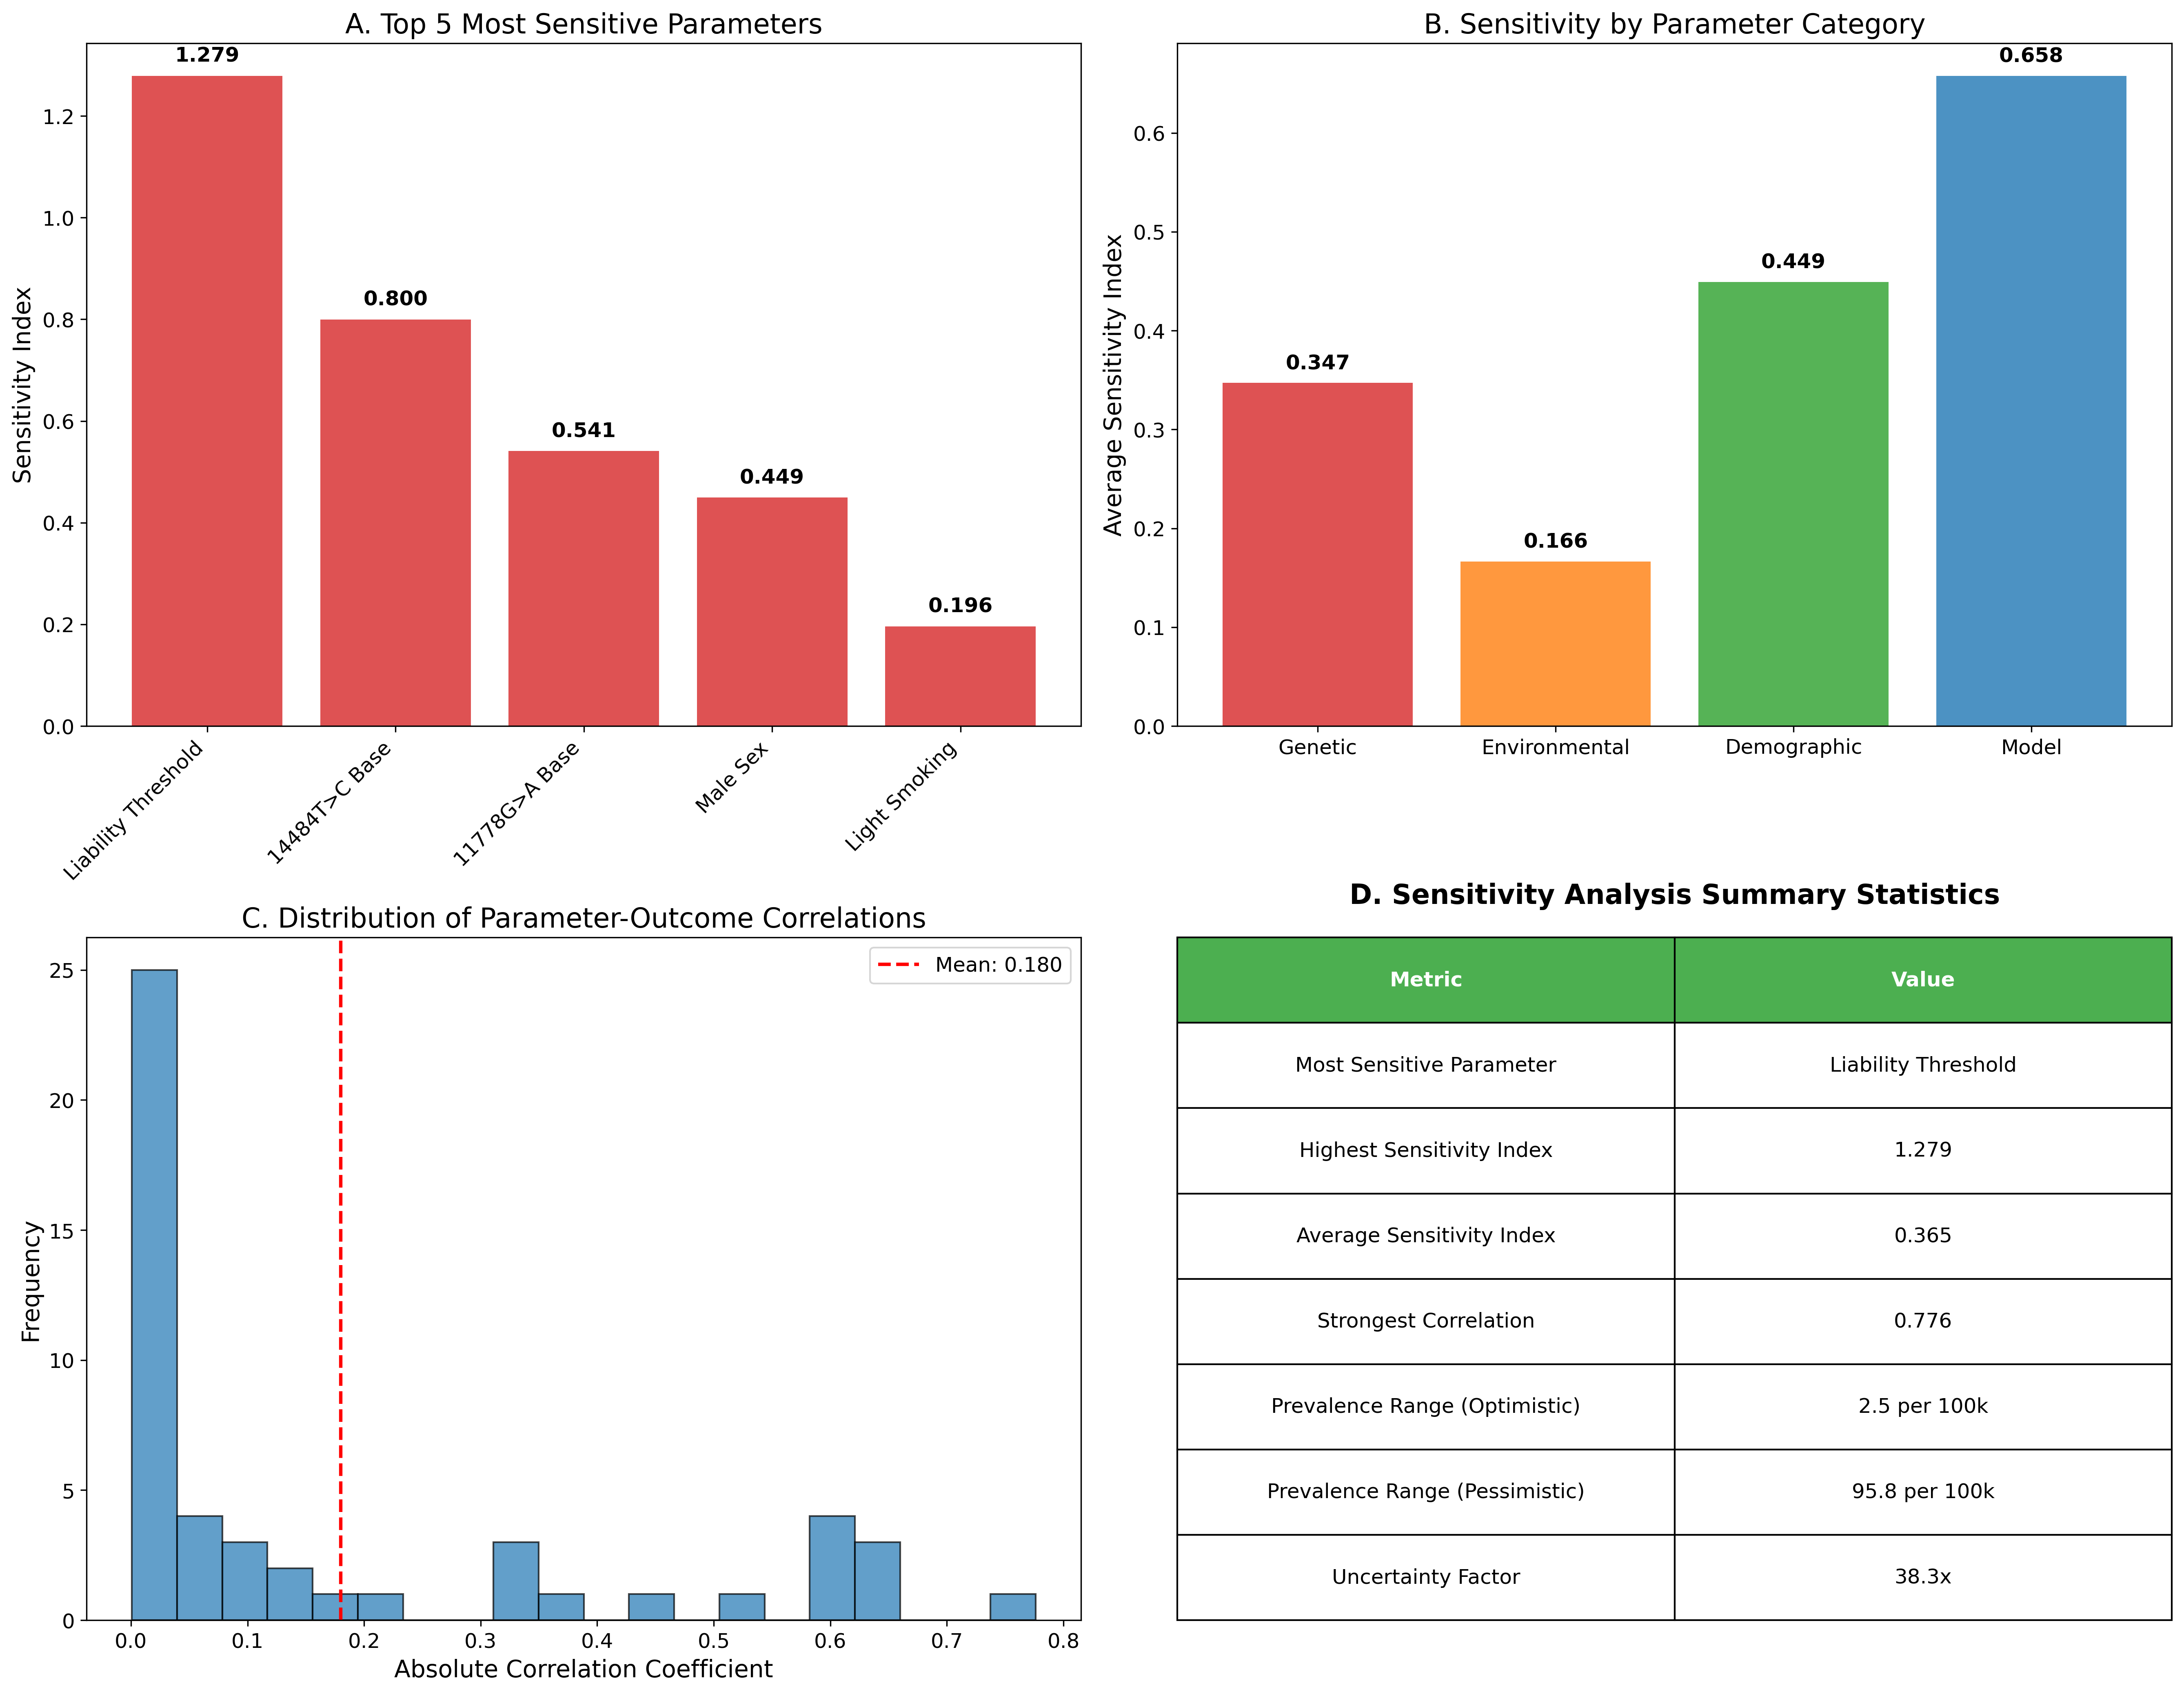 A. Top 5 Most Sensitive Parameters
Sensitivity Index
1.2
1.0
0.8
0.6
0.4
0.2
0.0
1.279
0.800
0.541
0.449
0.196
Liability Threshold
14484T>C Base
11778G>A Base
Male Sex
Light Smoking
B. Sensitivity by Parameter Category
Average Sensitivity Index
0.6
0.5
0.4
0.3
0.2
0.1
0.0
0.347
0.166
0.449
0.658
Genetic
Environmental
Demographic
Model
C. Distribution of Parameter-Outcome Correlations
Frequency
25
20
15
10
5
0
Mean: 0.180
0.0
0.1
0.2
0.3
0.4
0.5
0.6
0.7
0.8
Absolute Correlation Coefficient
D. Sensitivity Analysis Summary Statistics
Metric Value
Most Sensitive Parameter Liability Threshold
Highest Sensitivity Index 1.279
Average Sensitivity Index 0.365
Strongest Correlation 0.776
Prevalence Range (Optimistic) 2.5 per 100k
Prevalence Range (Pessimistic) 95.8 per 100k
Uncertainty Factor 38.3x